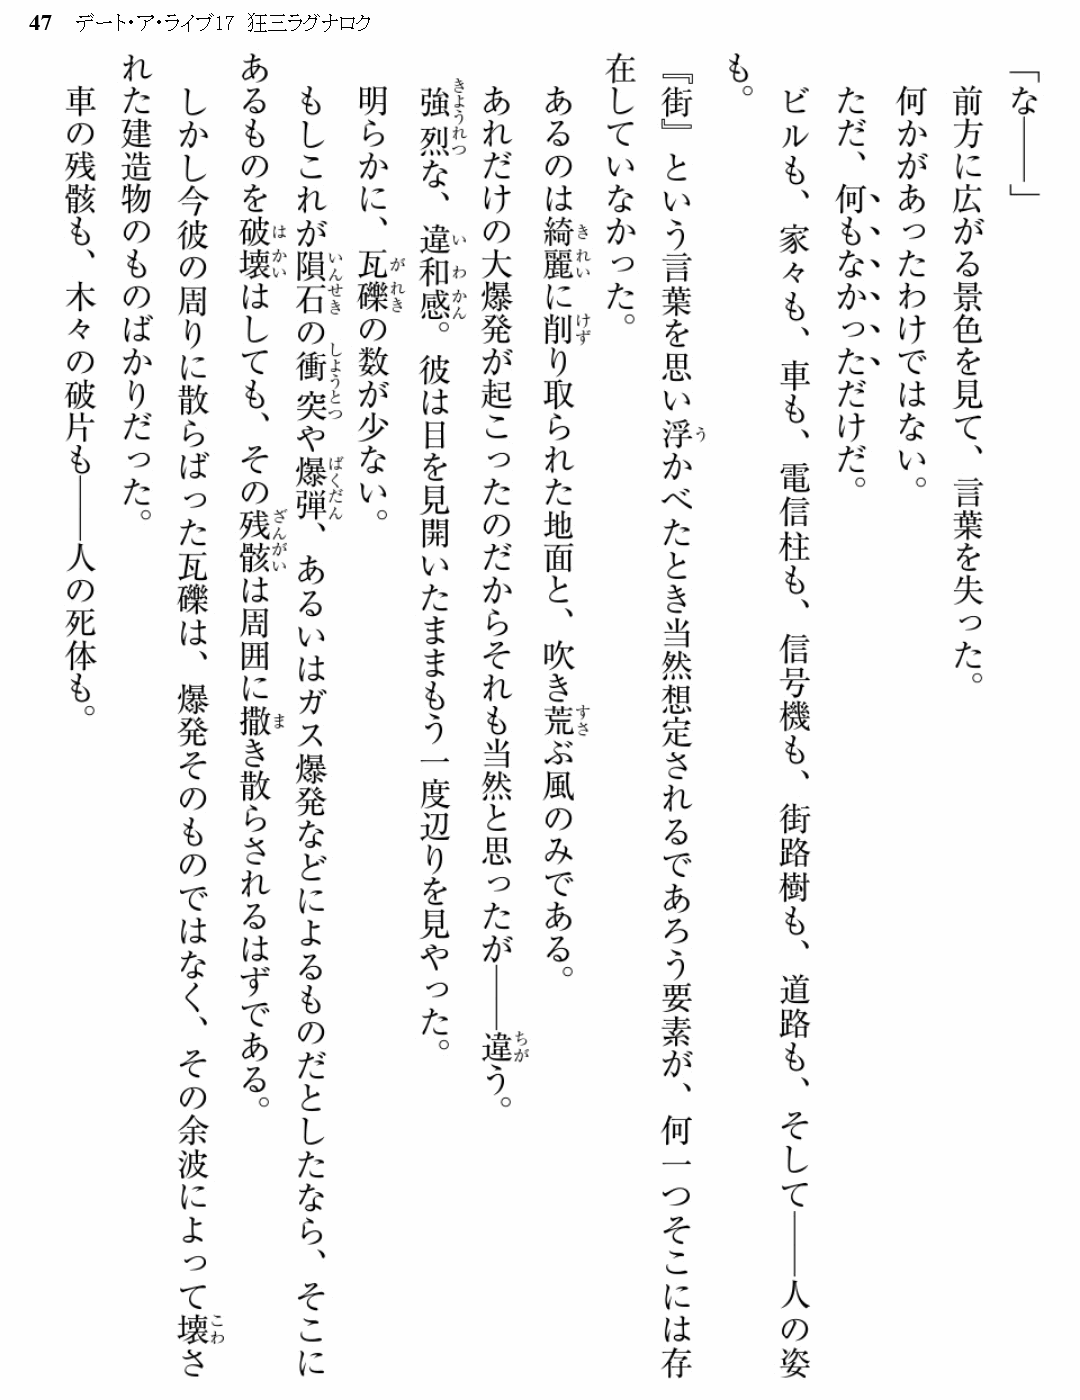 47 デート・ア・ライブ17 狂三ラグナロク
「な――」
前方に広がる景色を見て、言葉を失った。
何かがあったわけではない。
ただ、何もなかっただけだ。
ビルも、家々も、車も、電信柱も、信号機も、街路樹も、道路も、そして――人の姿
も。
『街』という言葉を思い浮かべたとき当然想定されるであろう要素が、何一つそこには存
在していなかった。
あるのは綺麗に削り取られた地面と、吹き荒ぶ風のみである。
あれだけの大爆発が起こったのだからそれも当然と思ったが――違う。
強烈な、違和感。彼は目を見開いたままもう一度辺りを見やった。
明らかに、瓦礫の数が少ない。
もしこれが隕石の衝突や爆弾、あるいはガス爆発などによるものだとしたなら、そこに
あるものを破壊はしても、その残骸は周囲に撒き散らされるはずである。
しかし今彼の周りに散らばった瓦礫は、爆発そのものではなく、その余波によって壊さ
れた建造物のものばかりだった。
車の残骸も、木々の破片も――人の死体も。